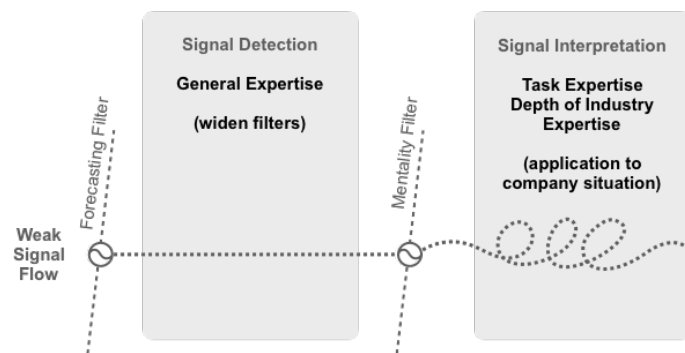 Signal Detection
General Expertise
(widen filters)
Signal Interpretation
Task Expertise
Depth of Industry
Expertise
(application to
company situation)
Forecasting Filter
Mentality Filter
Weak
Signal
Flow